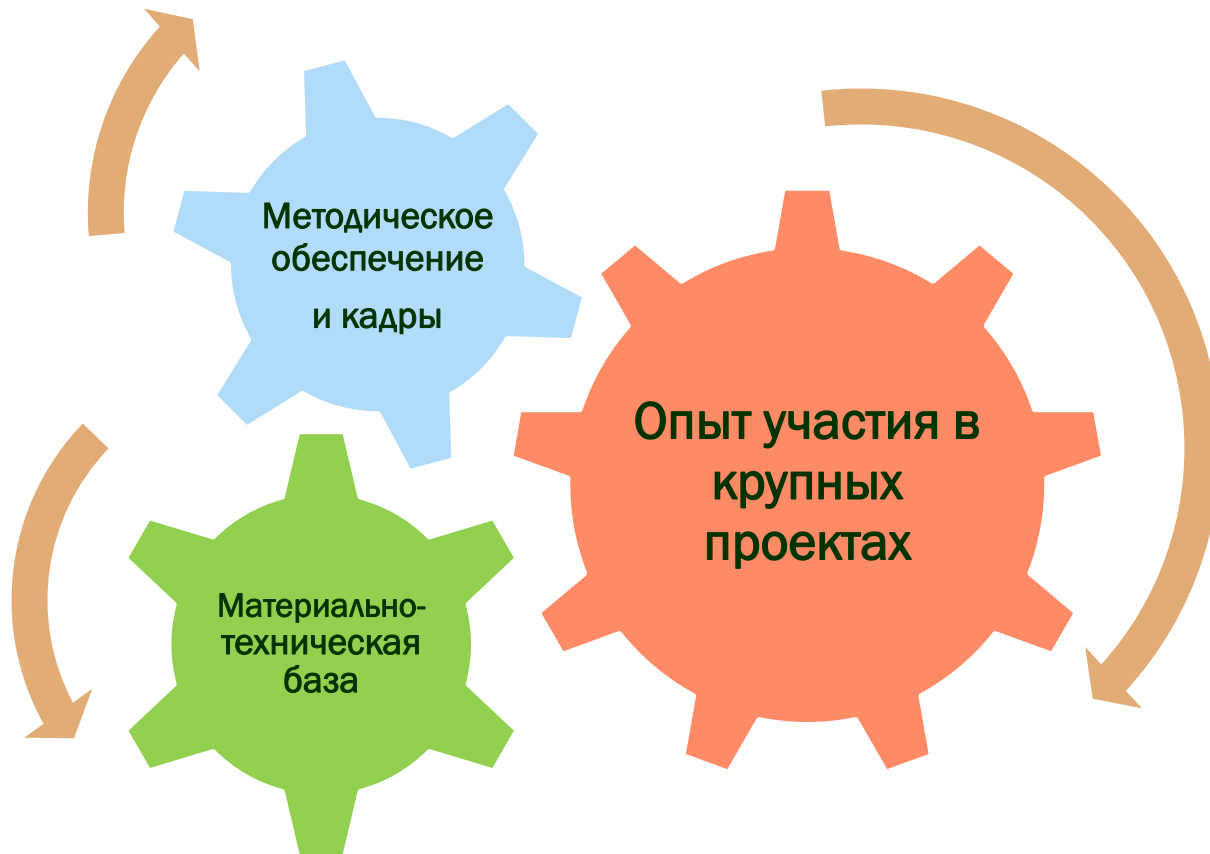 Методическое
обеспечение
и кадры
Опыт участия в
крупных
проектах
Материально-
техническая
база